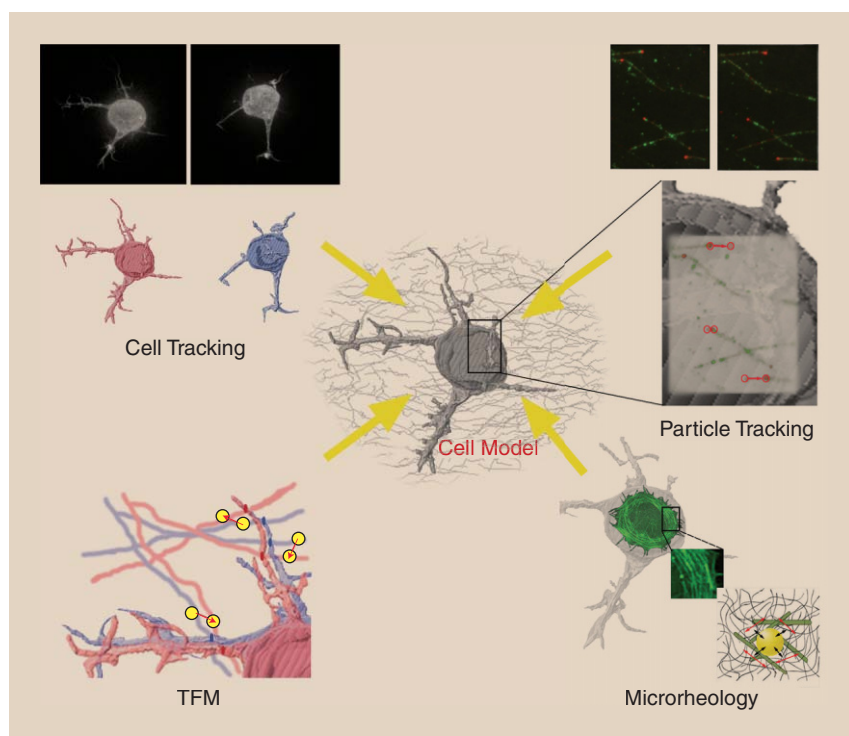 Cell Tracking
Particle Tracking
Cell Model
TFM
Microrheology